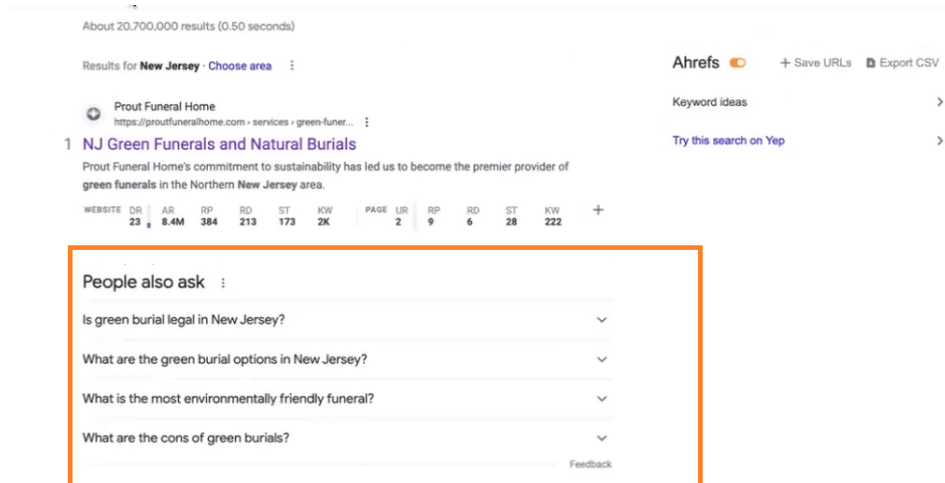 About 20,700,000 results (0.50 seconds)
Results for New Jersey · Choose area
Ahrefs
+ Save URLs
Export CSV
Keyword ideas
Try this search on Yep
Prout Funeral Home
https://proutfuneralhome.com › services › green-funer...
1 NJ Green Funerals and Natural Burials
Prout Funeral Home's commitment to sustainability has led us to become the premier provider of
green funerals in the Northern New Jersey area.
WEBSITE DR AR RP RD ST KW PAGE UR RP RD ST KW +
23 8.4M 384 213 173 2K 2 9 6 28 222
People also ask
Is green burial legal in New Jersey?
What are the green burial options in New Jersey?
What is the most environmentally friendly funeral?
What are the cons of green burials?
Feedback